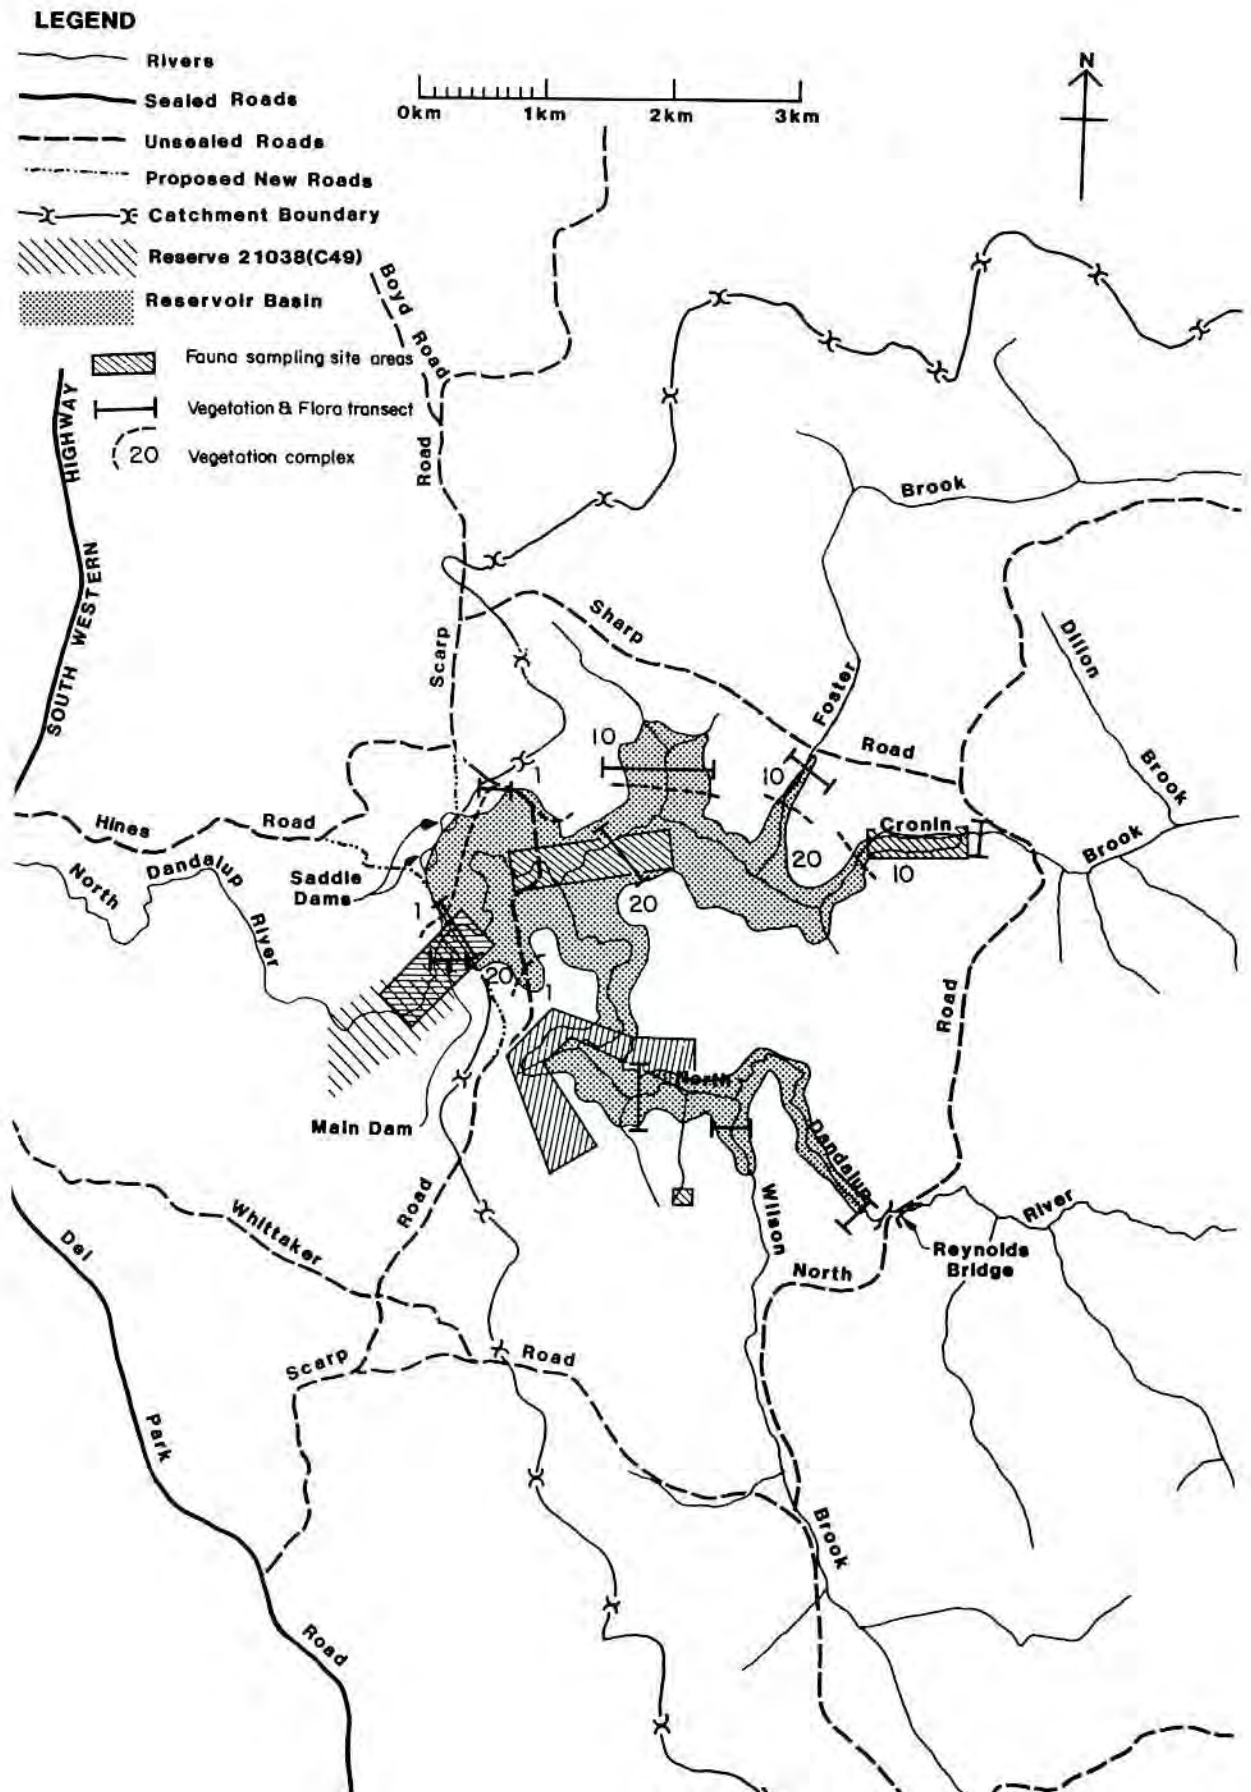 LEGEND
Rivers
Sealed Roads
Unsealed Roads
Proposed New Roads
Catchment Boundary
Reserve 21038(C49)
Reservoir Basin
Fauna sampling site areas
Vegetation & Flora transect
20 Vegetation complex
0km 1km 2km 3km
N
Boyd Road
Road
HIGHWAY
SOUTH WESTERN
Scarp
Sharp
Road
Foster
Brook
Dillon
Brook
Brook
Cronin
10
10
1
20
10
Hines Road
North Dandalup River
Saddle
Dams
1
20
20
1
Road
Main Dam
North
Dandalup
River
Reynolds
Bridge
Wilson
North
Whittaker
Road
Del
Park
Road
Scarp
Road
Brook